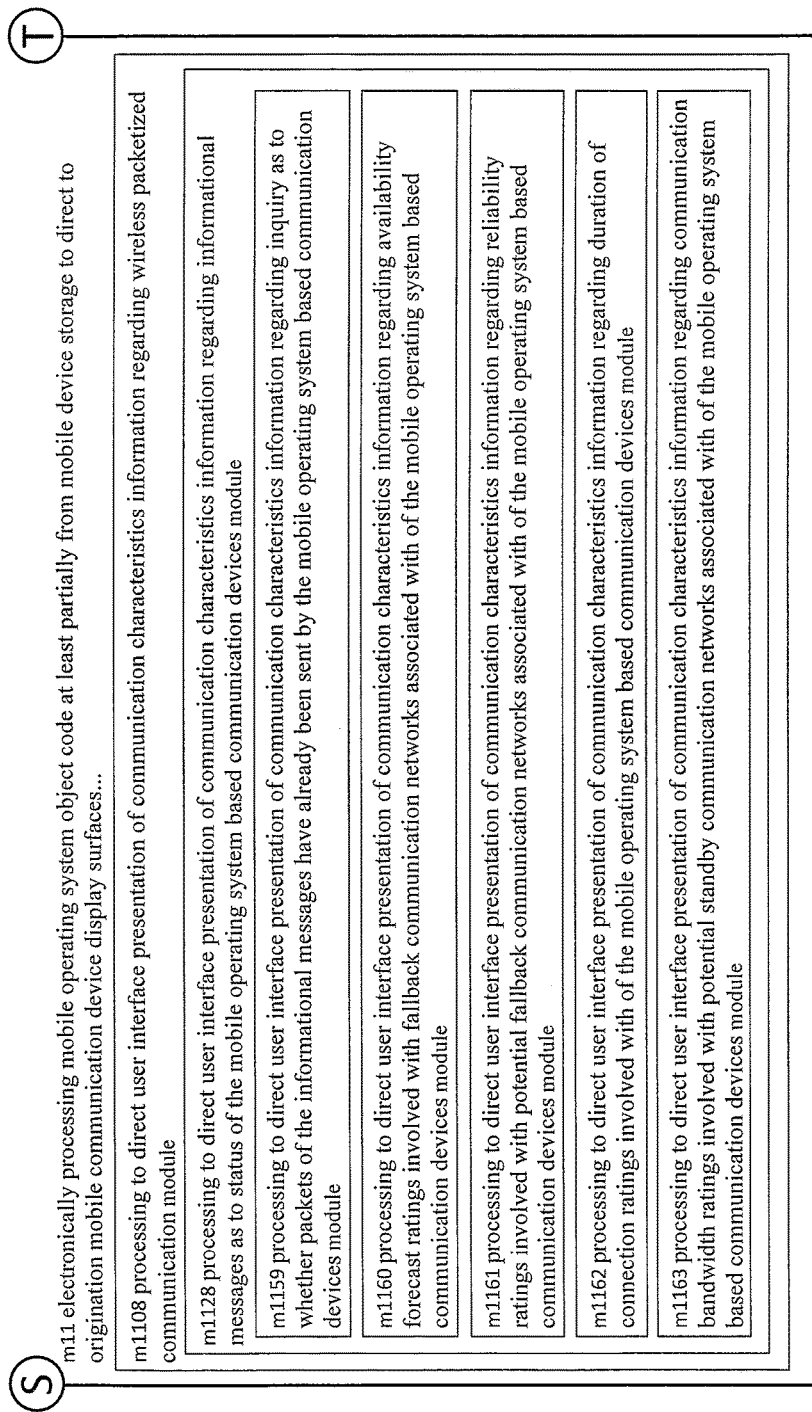 S
T
m11 electronically processing mobile operating system object code at least partially from mobile device storage to direct to
origination mobile communication device display surfaces...
m1108 processing to direct user interface presentation of communication characteristics information regarding wireless packetized
communication module
m1128 processing to direct user interface presentation of communication characteristics information regarding informational
messages as to status of the mobile operating system based communication devices module
m1159 processing to direct user interface presentation of communication characteristics information regarding inquiry as to
whether packets of the informational messages have already been sent by the mobile operating system based communication
devices module
m1160 processing to direct user interface presentation of communication characteristics information regarding availability
forecast ratings involved with fallback communication networks associated with of the mobile operating system based
communication devices module
m1161 processing to direct user interface presentation of communication characteristics information regarding reliability
ratings involved with potential fallback communication networks associated with of the mobile operating system based
communication devices module
m1162 processing to direct user interface presentation of communication characteristics information regarding duration of
connection ratings involved with of the mobile operating system based communication devices module
m1163 processing to direct user interface presentation of communication characteristics information regarding communication
bandwidth ratings involved with potential standby communication networks associated with of the mobile operating system
based communication devices module